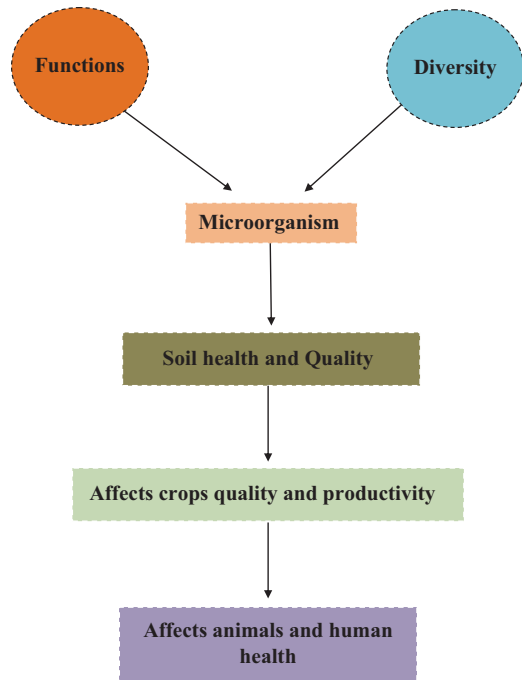 Functions
Diversity
Microorganism
Soil health and Quality
Affects crops quality and productivity
Affects animals and human
health